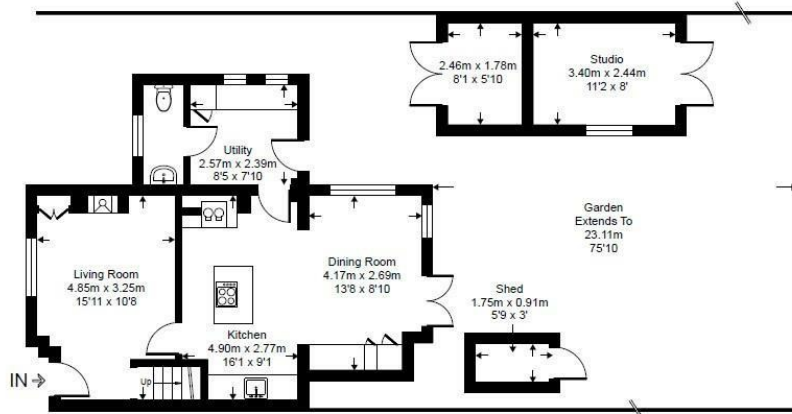 2.46m x 1.78m
8'1 x 5'10
Studio
3.40m x 2.44m
11'2 x 8'
Utility
2.57m x 2.39m
8'5 x 7'10
Garden
Extends To
23.11m
75'10
Living Room
4.85m x 3.25m
15'11 x 10'8
Dining Room
4.17m x 2.69m
13'8 x 8'10
Shed
1.75m x 0.91m
5'9 x 3'
Kitchen
4.90m x 2.77m
16'1 x 9'1
IN
Up